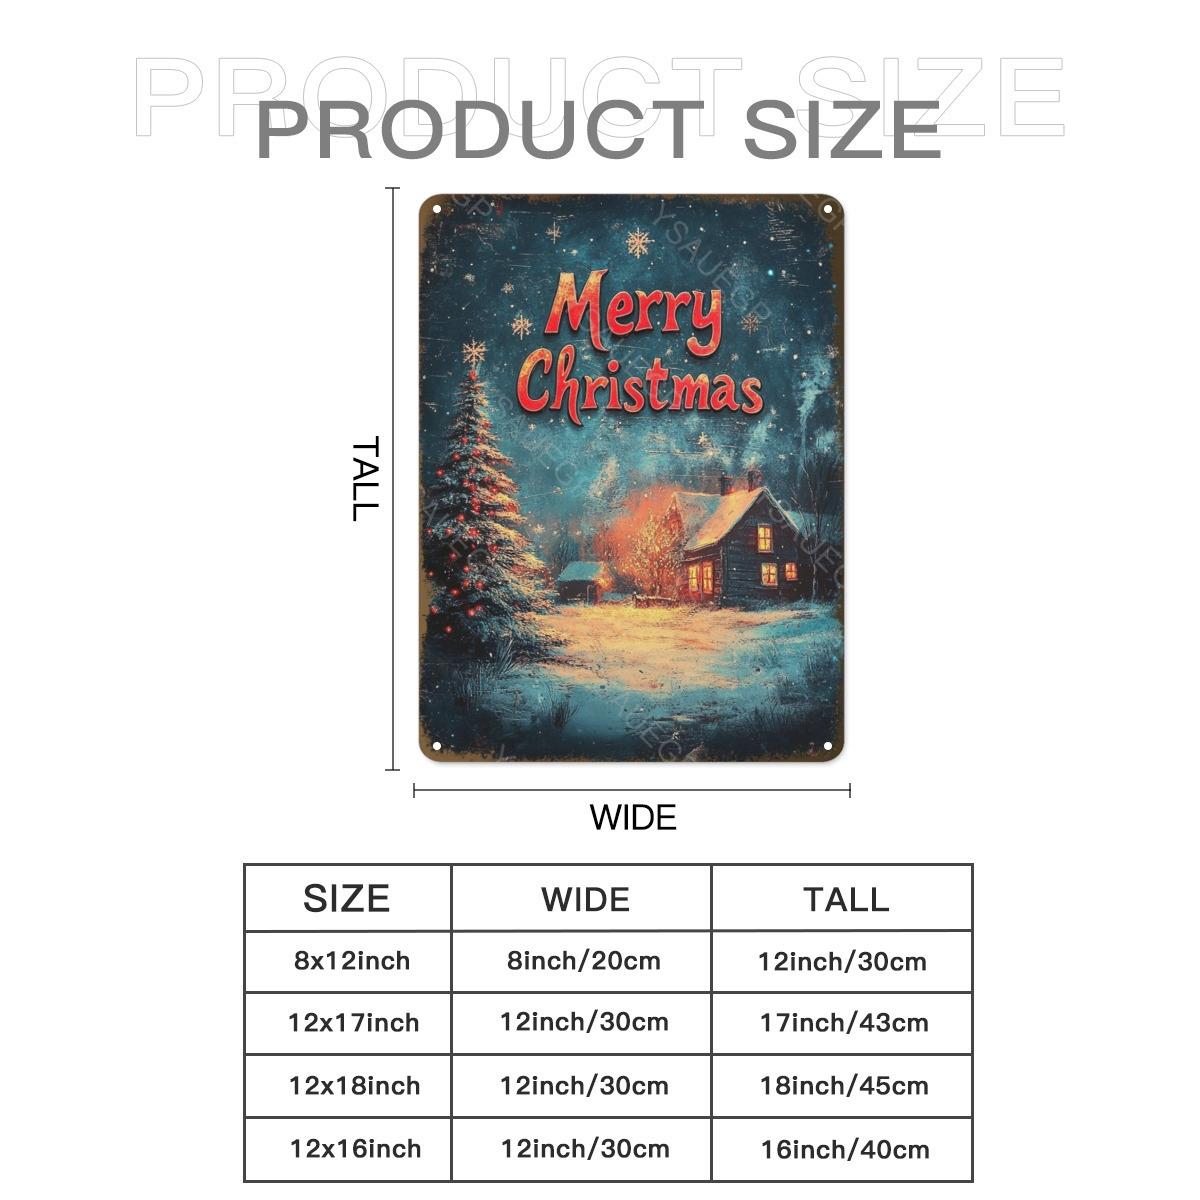 PRODUCT SIZE
PRODUCT SIZE
YSAUEGP
Merry
Christmas
TALL
WIDE
SIZE WIDE TALL
8x12inch 8inch/20cm 12inch/30cm
12x17inch 12inch/30cm 17inch/43cm
12x18inch 12inch/30cm 18inch/45cm
12x16inch 12inch/30cm 16inch/40cm